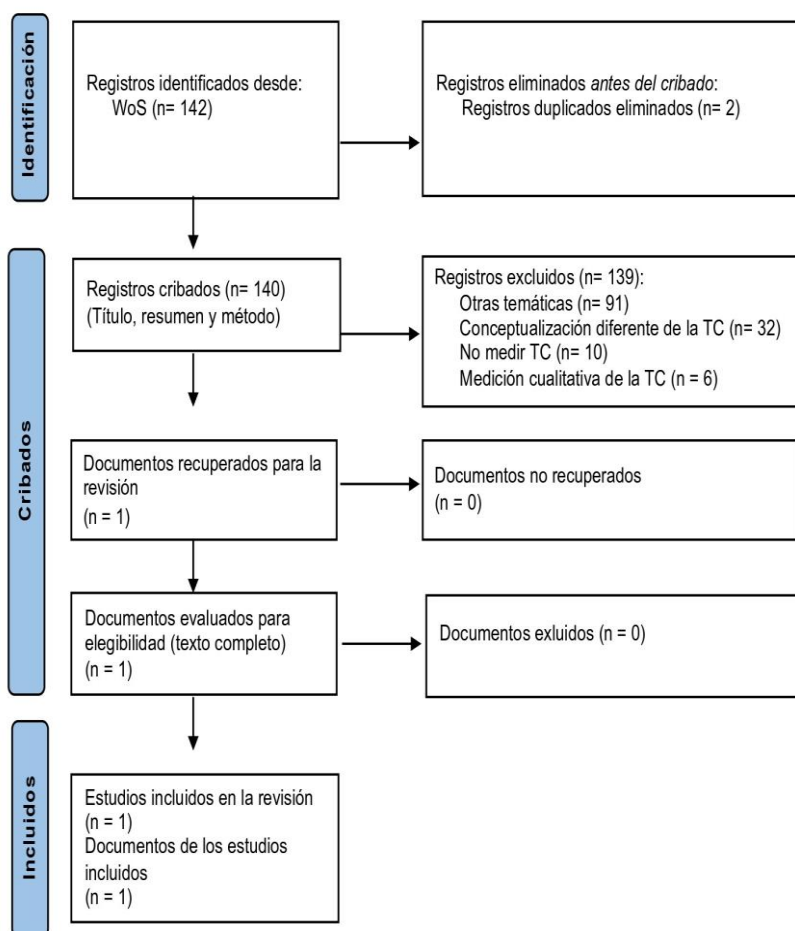 Identificación
Registros identificados desde:
WoS (n= 142)
Registros eliminados antes del cribado:
Registros duplicados eliminados (n= 2)
Cribados
Registros cribados (n= 140)
(Título, resumen y método)
Registros excluidos (n= 139):
Otras temáticas (n= 91)
Conceptualización diferente de la TC (n= 32)
No medir TC (n= 10)
Medición cualitativa de la TC (n = 6)
Documentos recuperados para la
revisión
(n = 1)
Documentos no recuperados
(n = 0)
Documentos evaluados para
elegibilidad (texto completo)
(n = 1)
Documentos exluidos (n = 0)
Incluidos
Estudios incluidos en la revisión
(n = 1)
Documentos de los estudios
incluidos
(n = 1)